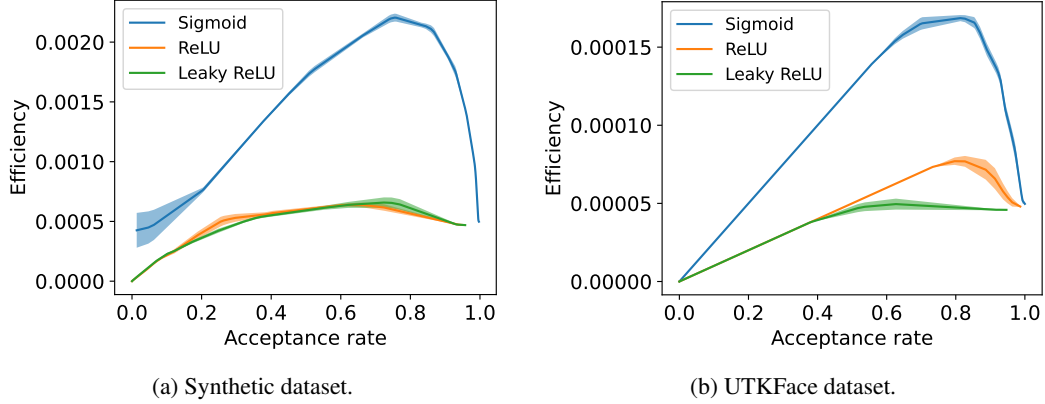 Sigmoid
ReLU
Leaky ReLU
0.0020
0.0015
0.0010
0.0005
0.0000
Efficiency
0.0 0.2 0.4 0.6 0.8 1.0
Acceptance rate
(a) Synthetic dataset.
Sigmoid
ReLU
Leaky ReLU
0.00015
0.00010
0.00005
0.00000
Efficiency
0.0 0.2 0.4 0.6 0.8 1.0
Acceptance rate
(b) UTKFace dataset.